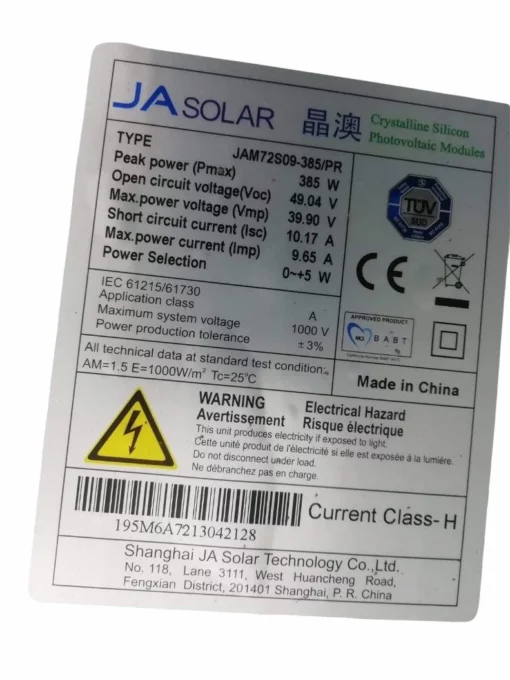 JA SOLAR 晶澳 Crystalline Silicon
Photovoltaic Modules
TYPE JAM72S09-385/PR
Peak power (Pmax) 385 W
Open circuit voltage(Voc) 49.04 V
Max.power voltage (Vmp) 39.90 V
Short circuit current (Isc) 10.17 A
Max.power current (Imp) 9.65 A
Power Selection 0~+5 W
TÜV
SUD
CE
IEC 61215/61730
Application class A
Maximum system voltage 1000 V
Power production tolerance ±3%
APPROVED PRODUCT
BABT
All technical data at standard test condition.
AM=1.5 E=1000W/m² Tc=25℃
Made in China
WARNING Electrical Hazard
Avertissement Risque électrique
This unit produces electricity if exposed to light.
Cette unité produit de l'électricité si elle est exposée à la lumière.
Do not disconnect under load.
Ne débranchez pas en charge.
Current Class- H
195M6A7213042128
Shanghai JA Solar Technology Co.,Ltd.
No. 118, Lane 3111, West Huancheng Road,
Fengxian District, 201401 Shanghai, P. R. China